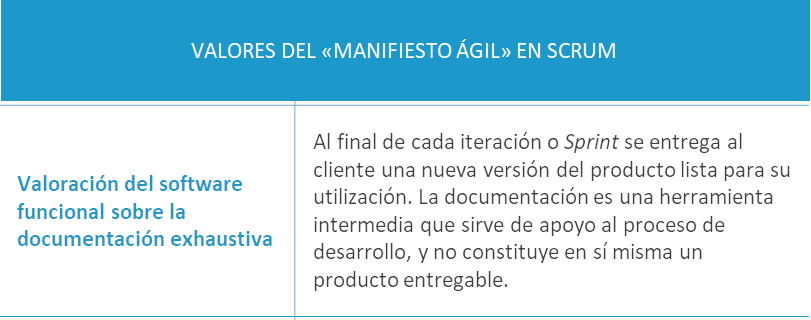 VALORES DEL «MANIFIESTO ÁGIL» EN SCRUM
Valoración del software
funcional sobre la
documentación exhaustiva
Al final de cada iteración o Sprint se entrega al
cliente una nueva versión del producto lista para su
utilización. La documentación es una herramienta
intermedia que sirve de apoyo al proceso de
desarrollo, y no constituye en sí misma un
producto entregable.